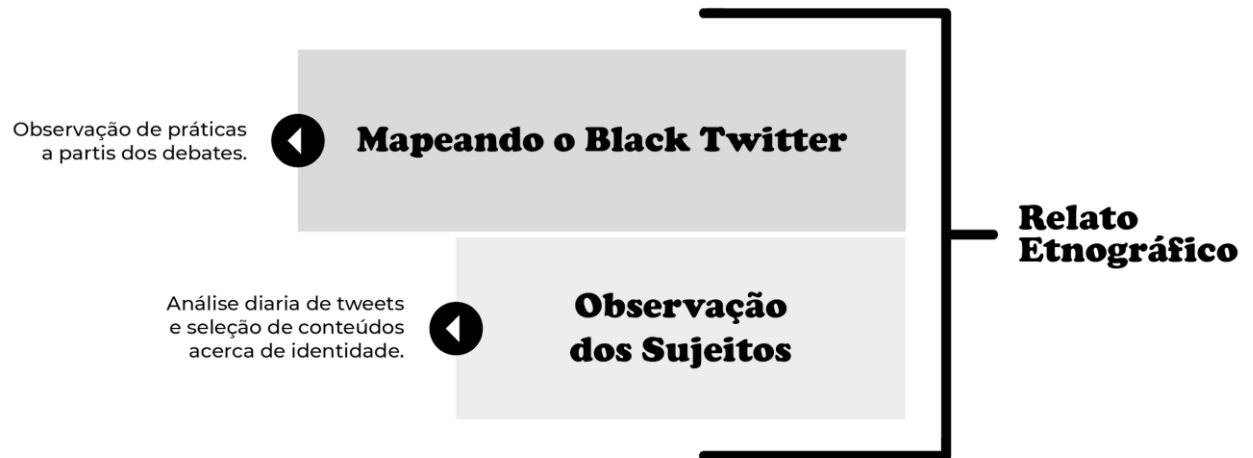 Observação de práticas
a partis dos debates.
Mapeando o Black Twitter
Análise diaria de tweets
e seleção de conteúdos
acerca de identidade.
Observação
dos Sujeitos
Relato
Etnográfico